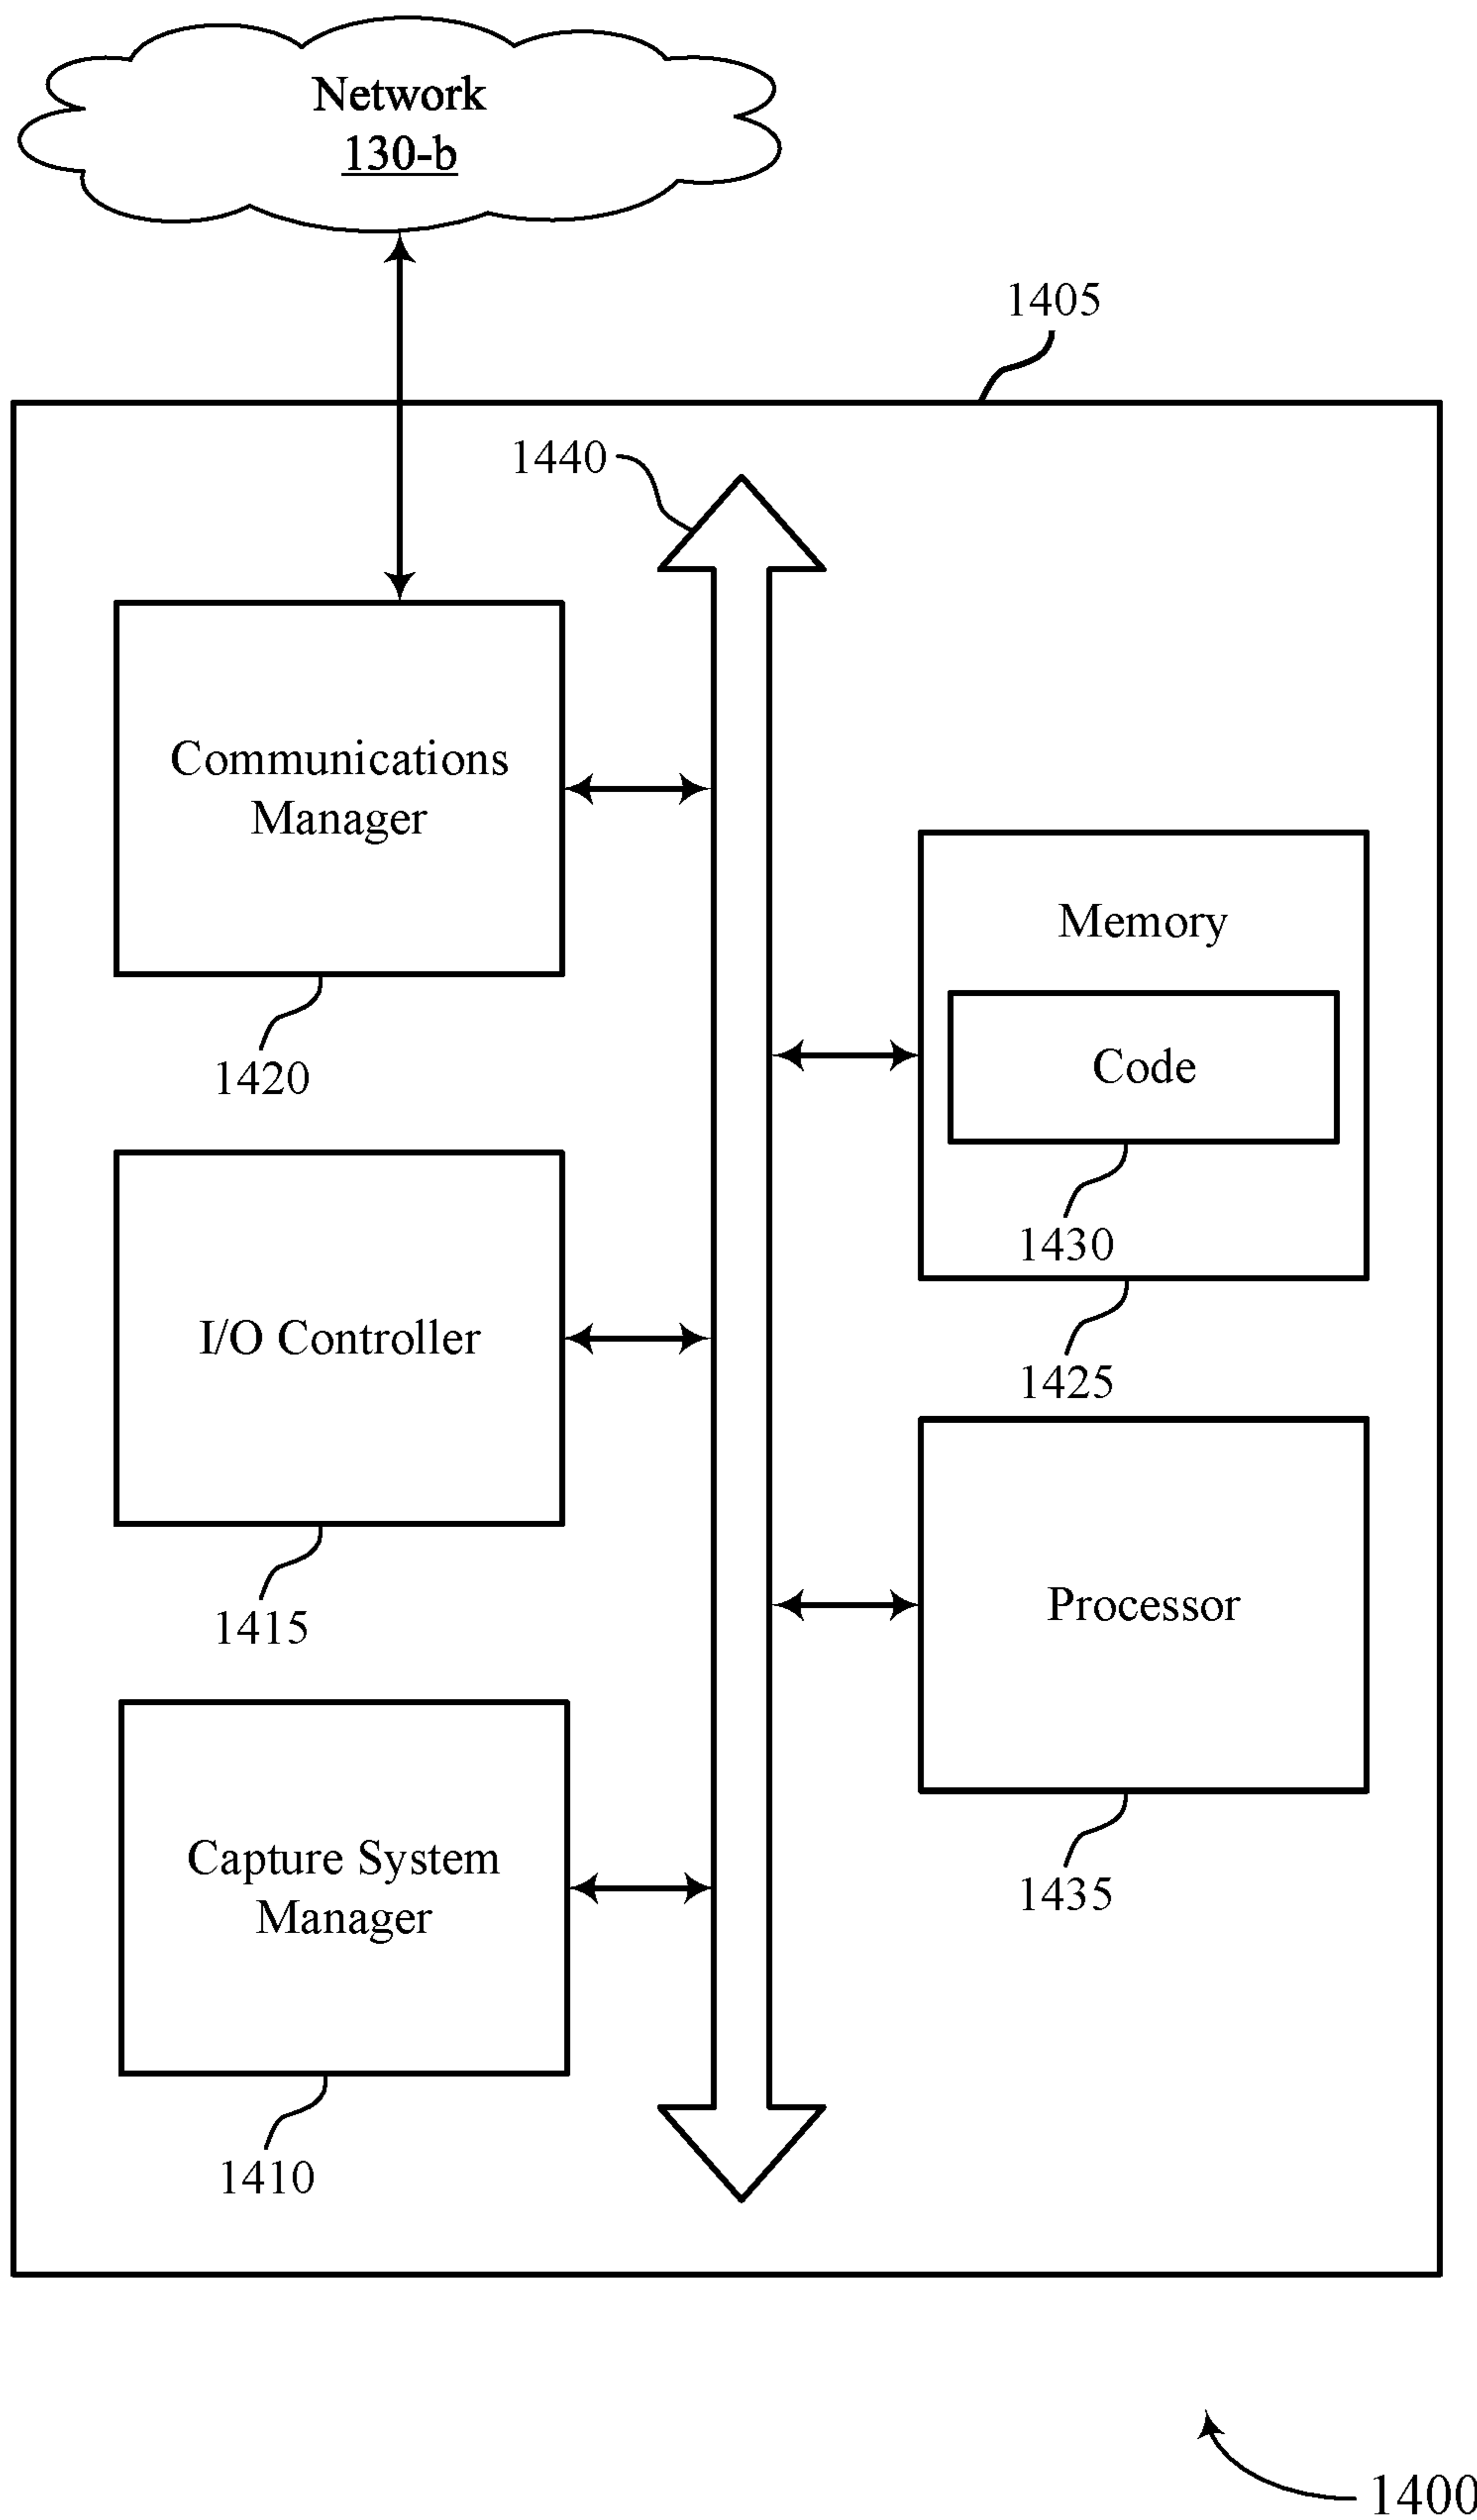 Network
130-b
1405
1440
Communications
Manager
1420
Memory
Code
1430
1425
I/O Controller
1415
Processor
1435
Capture System
Manager
1410
1400